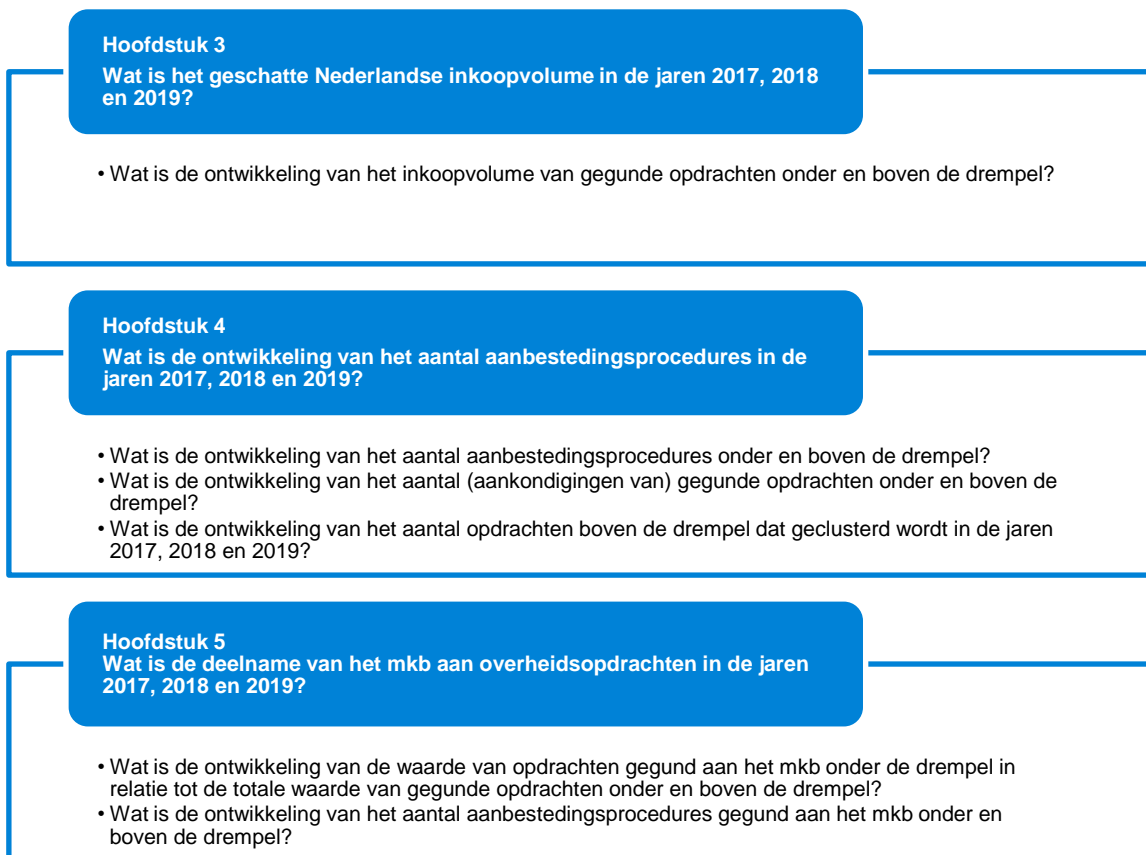 Hoofdstuk 3
Wat is het geschatte Nederlandse inkoopvolume in de jaren 2017, 2018
en 2019?
• Wat is de ontwikkeling van het inkoopvolume van gegunde opdrachten onder en boven de drempel?
Hoofdstuk 4
Wat is de ontwikkeling van het aantal aanbestedingsprocedures in de
jaren 2017, 2018 en 2019?
• Wat is de ontwikkeling van het aantal aanbestedingsprocedures onder en boven de drempel?
• Wat is de ontwikkeling van het aantal (aankondigingen van) gegunde opdrachten onder en boven de
drempel?
• Wat is de ontwikkeling van het aantal opdrachten boven de drempel dat geclusterd wordt in de jaren
2017, 2018 en 2019?
Hoofdstuk 5
Wat is de deelname van het mkb aan overheidsopdrachten in de jaren
2017, 2018 en 2019?
• Wat is de ontwikkeling van de waarde van opdrachten gegund aan het mkb onder de drempel in
relatie tot de totale waarde van gegunde opdrachten onder en boven de drempel?
• Wat is de ontwikkeling van het aantal aanbestedingsprocedures gegund aan het mkb onder en
boven de drempel?